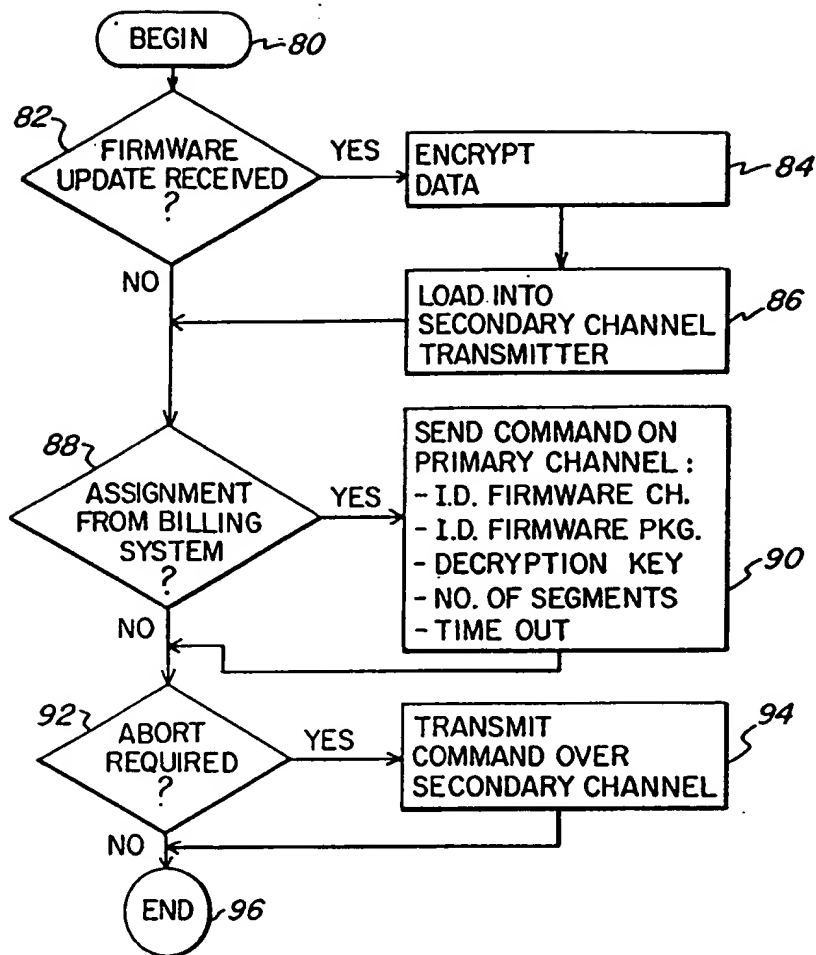 BEGIN
80
82
FIRMWARE
UPDATE RECEIVED
?
YES
ENCRYPT
DATA
84
NO
LOAD INTO
SECONDARY CHANNEL
TRANSMITTER
86
88
ASSIGNMENT
FROM BILLING
SYSTEM
?
YES
SEND COMMAND ON
PRIMARY CHANNEL:
- I.D. FIRMWARE CH.
- I.D. FIRMWARE PKG.
- DECRYPTION KEY
- NO. OF SEGMENTS
- TIME OUT
90
NO
92
ABORT
REQUIRED
?
YES
TRANSMIT
COMMAND OVER
SECONDARY CHANNEL
94
NO
END
96